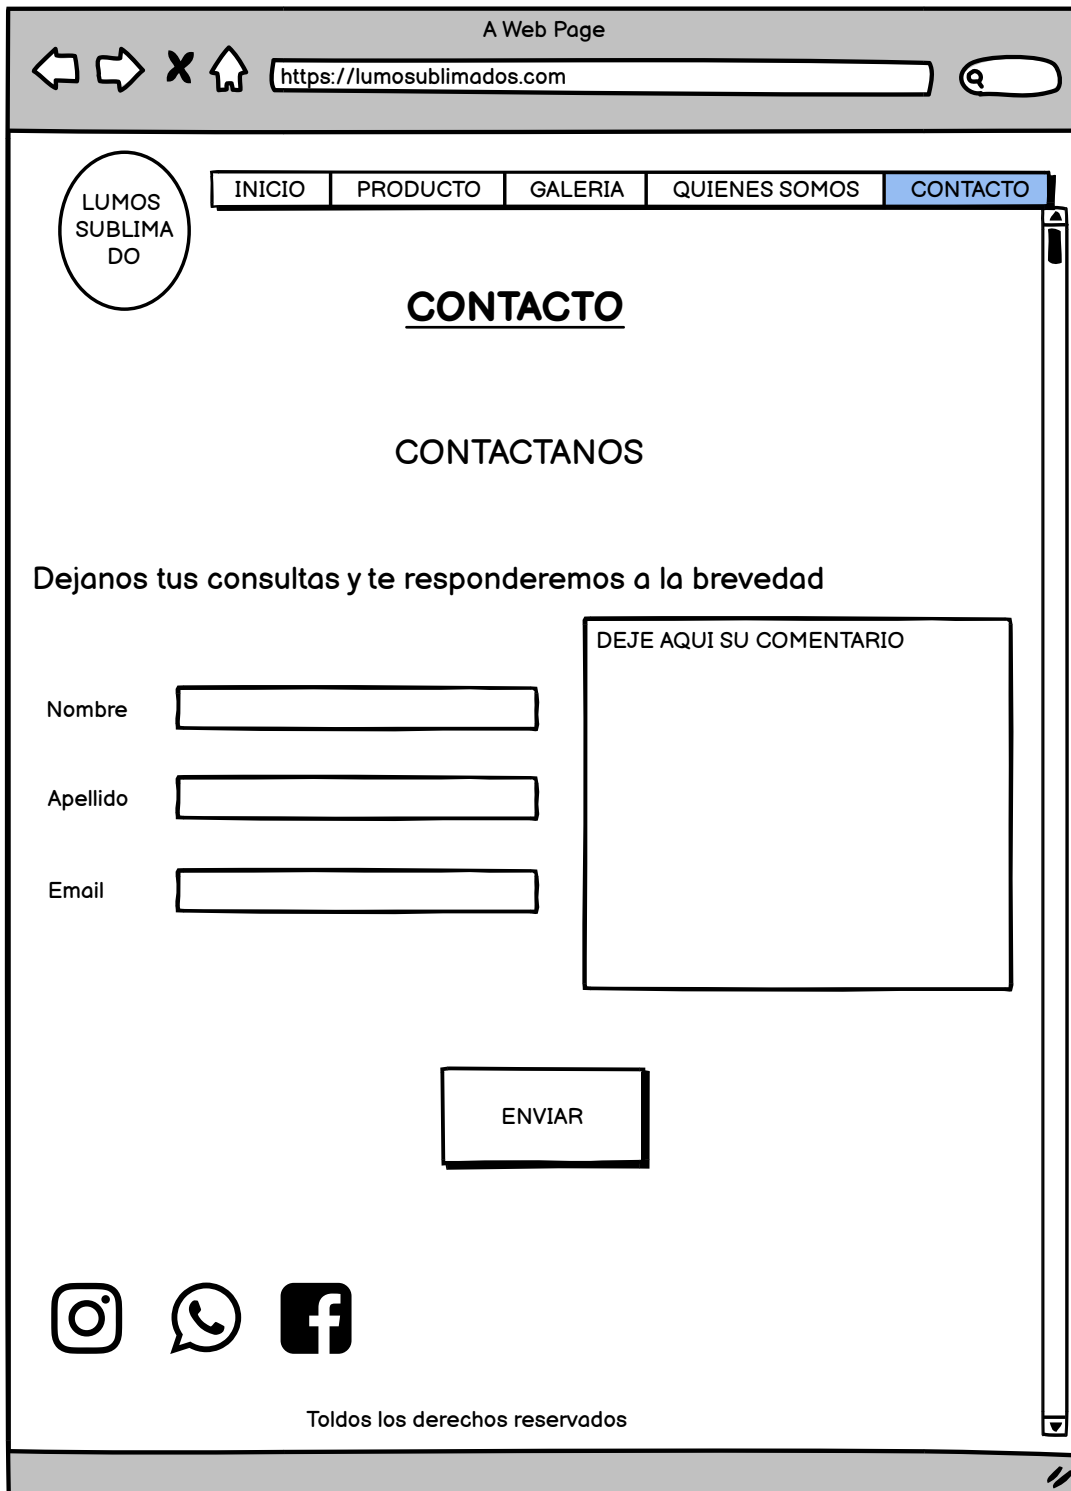 A Web Page
https://lumosublimados.com
LUMOS
SUBLIMA
DO
INICIO PRODUCTO GALERIA QUIENES SOMOS CONTACTO
CONTACTO
CONTACTANOS
Dejanos tus consultas y te responderemos a la brevedad
DEJE AQUI SU COMENTARIO
Nombre
Apellido
Email
ENVIAR
Toldos los derechos reservados